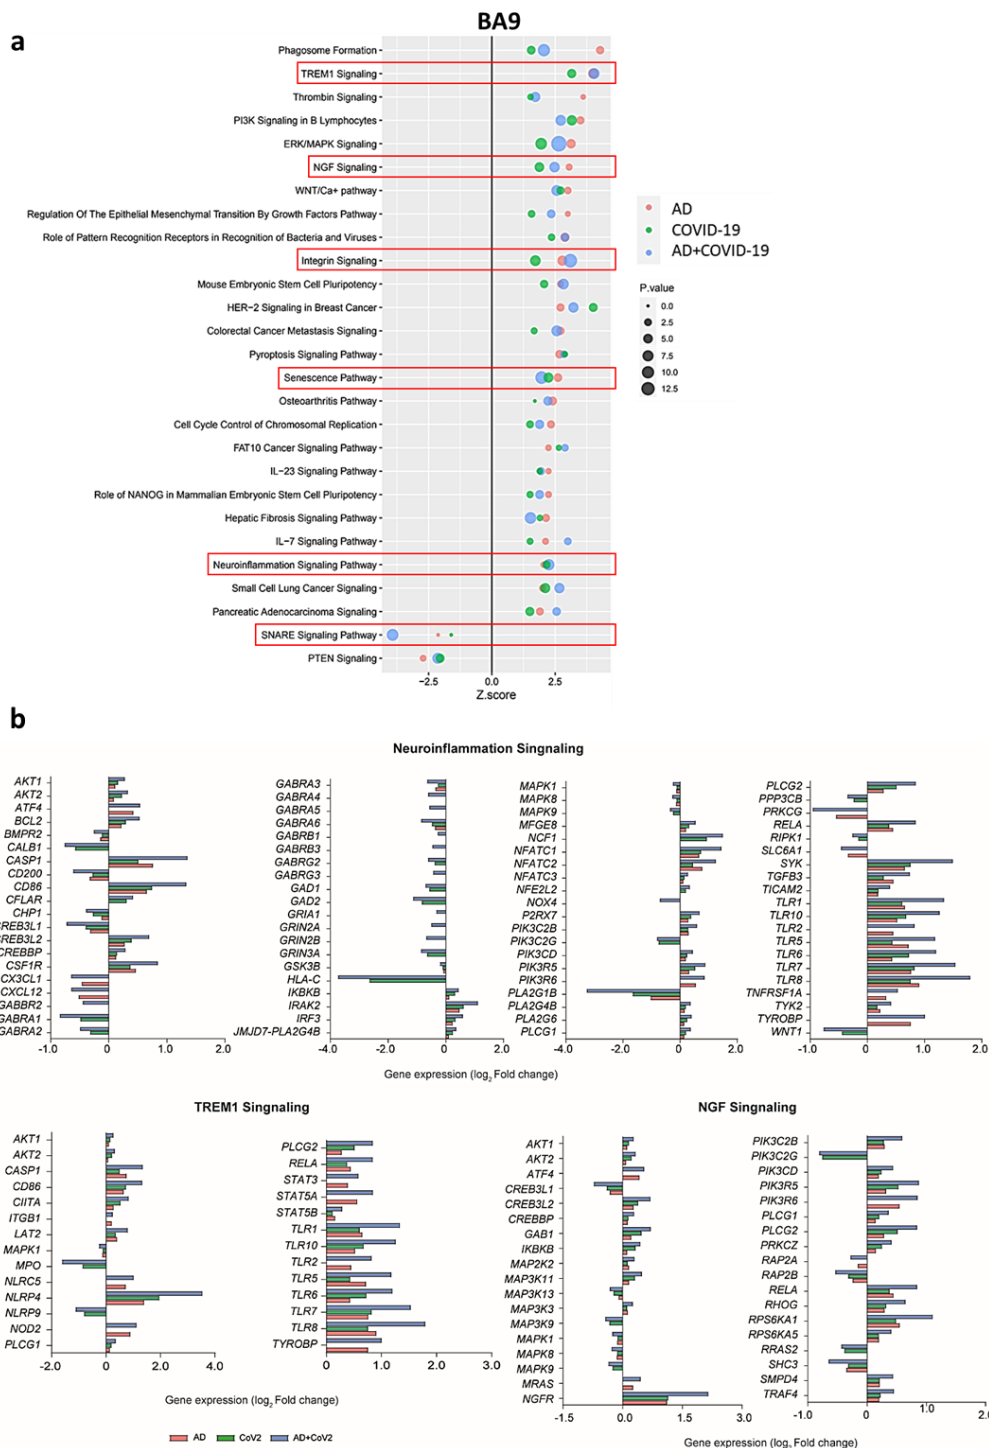 BA9
a
Phagosome Formation
TREM1 Signaling
Thrombin Signaling
PI3K Signaling in B Lymphocytes
ERK/MAPK Signaling
NGF Signaling
WNT/Ca+ pathway
Regulation Of The Epithelial Mesenchymal Transition By Growth Factors Pathway
Role of Pattern Recognition Receptors in Recognition of Bacteria and Viruses
Integrin Signaling
Mouse Embryonic Stem Cell Pluripotency
HER−2 Signaling in Breast Cancer
Colorectal Cancer Metastasis Signaling
Pyroptosis Signaling Pathway
Senescence Pathway
Osteoarthritis Pathway
Cell Cycle Control of Chromosomal Replication
FAT10 Cancer Signaling Pathway
IL−23 Signaling Pathway
Role of NANOG in Mammalian Embryonic Stem Cell Pluripotency
Hepatic Fibrosis Signaling Pathway
IL−7 Signaling Pathway
Neuroinflammation Signaling Pathway
Small Cell Lung Cancer Signaling
Pancreatic Adenocarcinoma Signaling
SNARE Signaling Pathway
PTEN Signaling
−2.5 0.0 2.5
Z.score
AD
COVID-19
AD+COVID-19
P.value
0.0
2.5
5.0
7.5
10.0
12.5
b
Neuroinflammation Singnaling
AKT1
AKT2
ATF4
BCL2
BMPR2
CALB1
CASP1
CD200
CD86
CFLAR
CHP1
CREB3L1
CREB3L2
CREBBP
CSF1R
CX3CL1
CXCL12
GABBR2
GABRA1
GABRA2
-1.0 0 1.0 2.0
GABRA3
GABRA4
GABRA5
GABRA6
GABRB1
GABRB3
GABRG2
GABRG3
GAD1
GAD2
GRIA1
GRIN2A
GRIN2B
GRIN3A
GSK3B
HLA-C
IKBKB
IRAK2
IRF3
JMJD7-PLA2G4B
-4.0 -2.0 0 2.0
MAPK1
MAPK8
MAPK9
MFGE8
NCF1
NFATC1
NFATC2
NFATC3
NFE2L2
NOX4
P2RX7
PIK3C2B
PIK3C2G
PIK3CD
PIK3R5
PIK3R6
PLA2G1B
PLA2G4B
PLA2G6
PLCG1
-4.0 -2.0 0 2.0
PLCG2
PPP3CB
PRKCG
RELA
RIPK1
SLC6A1
SYK
TGFB3
TICAM2
TLR1
TLR10
TLR2
TLR5
TLR6
TLR7
TLR8
TNFRSF1A
TYK2
TYROBP
WNT1
-1.0 0 1.0 2.0
Gene expression (log2 Fold change)
TREM1 Singnaling
AKT1
AKT2
CASP1
CD86
CIITA
ITGB1
LAT2
MAPK1
MPO
NLRC5
NLRP4
NLRP9
NOD2
PLCG1
-2.0 0 2.0 4.0
PLCG2
RELA
STAT3
STAT5A
STAT5B
TLR1
TLR10
TLR2
TLR5
TLR6
TLR7
TLR8
TYROBP
0 1.0 2.0 3.0
Gene expression (log2 Fold change)
NGF Singnaling
AKT1
AKT2
ATF4
CREB3L1
CREB3L2
CREBBP
GAB1
IKBKB
MAP2K2
MAP3K11
MAP3K13
MAP3K3
MAP3K9
MAPK1
MAPK8
MAPK9
MRAS
NGFR
-1.5 0.0 1.5 3.0
PIK3C2B
PIK3C2G
PIK3CD
PIK3R5
PIK3R6
PLCG1
PLCG2
PRKCZ
RAP2A
RAP2B
RELA
RHOG
RPS6KA1
RPS6KA5
RRAS2
SHC3
SMPD4
TRAF4
-1.0 0 1.0 2.0
Gene expression (log2 Fold change)
AD CoV2 AD+CoV2